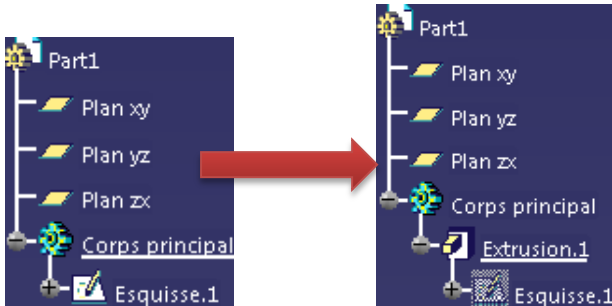 Part1
Plan xy
Plan yz
Plan zx
Corps principal
Esquisse.1
Part1
Plan xy
Plan yz
Plan zx
Corps principal
Extrusion.1
Esquisse.1